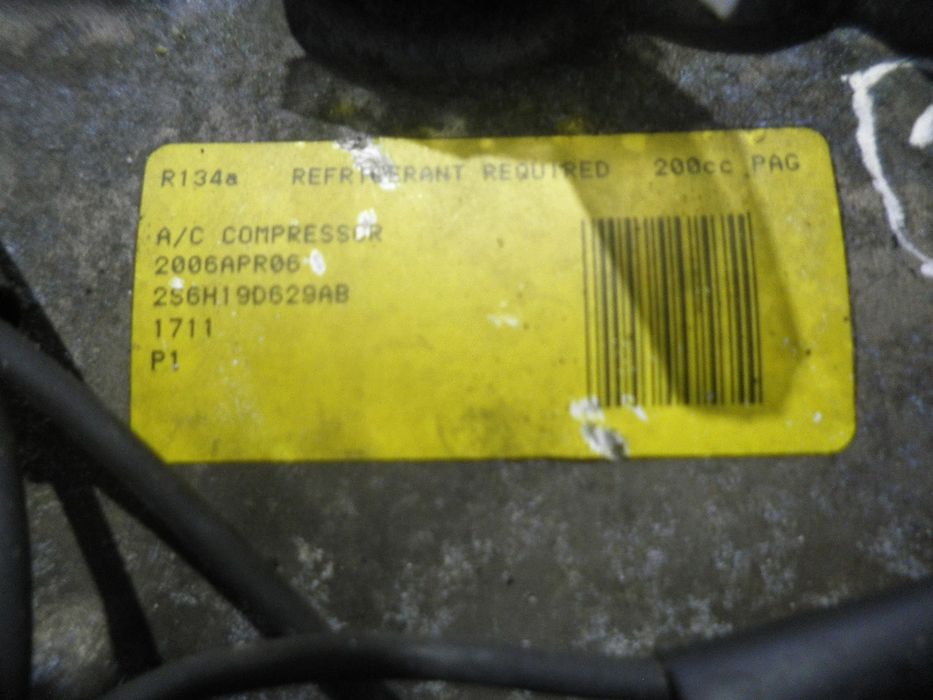 R134a REFRIGERANT REQUIRED 200cc PAG
A/C COMPRESSOR
2006APR06
2S6H19D629AB
1711
P1